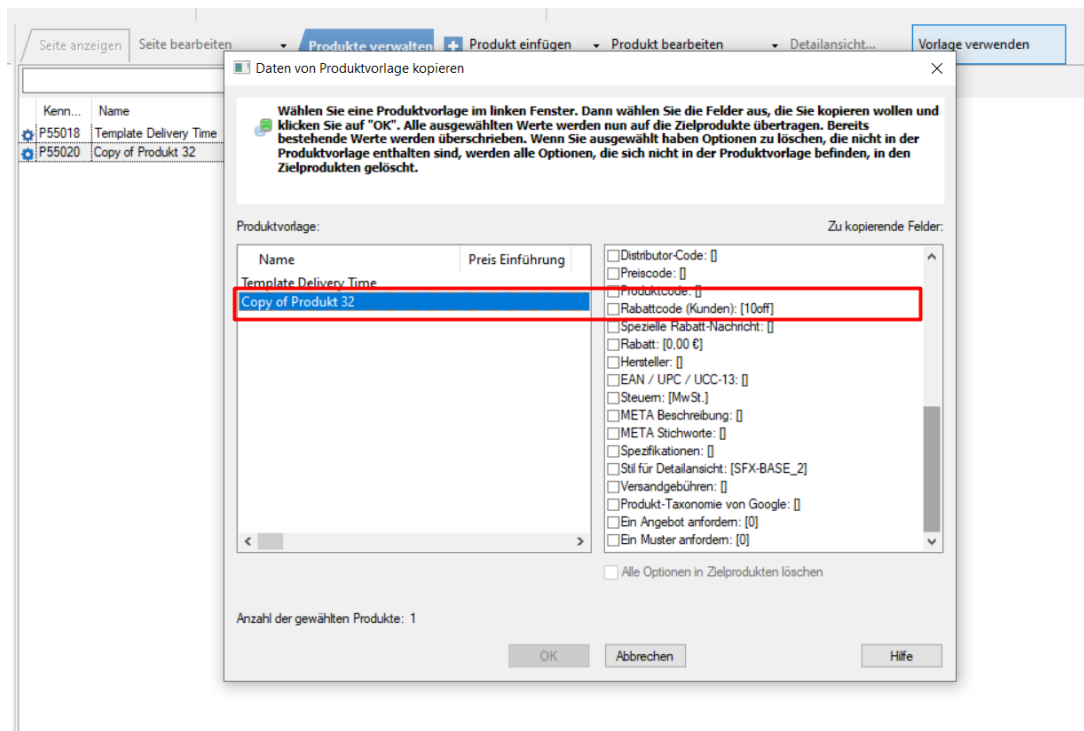 Seite anzeigen Seite bearbeiten Produkte verwalten Produkt einfügen Produkt bearbeiten Detailansicht... Vorlage verwenden
Daten von Produktvorlage kopieren
Kenn... Name
P55018 Template Delivery Time
P55020 Copy of Produkt 32
Wählen Sie eine Produktvorlage im linken Fenster. Dann wählen Sie die Felder aus, die Sie kopieren wollen und
klicken Sie auf "OK". Alle ausgewählten Werte werden nun auf die Zielprodukte übertragen. Bereits
bestehende Werte werden überschrieben. Wenn Sie ausgewählt haben Optionen zu löschen, die nicht in der
Produktvorlage enthalten sind, werden alle Optionen, die sich nicht in der Produktvorlage befinden, in den
Zielprodukten gelöscht.
Produktvorlage:
Name Preis Einführung
Template Delivery Time
Copy of Produkt 32
Zu kopierende Felder:
Distributor-Code: []
Preiscode: []
Produktcode: []
Rabattcode (Kunden): [10off]
Spezielle Rabatt-Nachricht: []
Rabatt: [0,00 €]
Hersteller: []
EAN / UPC / UCC-13: []
Steuern: [MwSt.]
META Beschreibung: []
META Stichworte: []
Spezifikationen: []
Stil für Detailansicht: [SFX-BASE_2]
Versandgebühren: []
Produkt-Taxonomie von Google: []
Ein Angebot anfordern: [0]
Ein Muster anfordern: [0]
Alle Optionen in Zielprodukten löschen
Anzahl der gewählten Produkte: 1
OK Abbrechen Hilfe